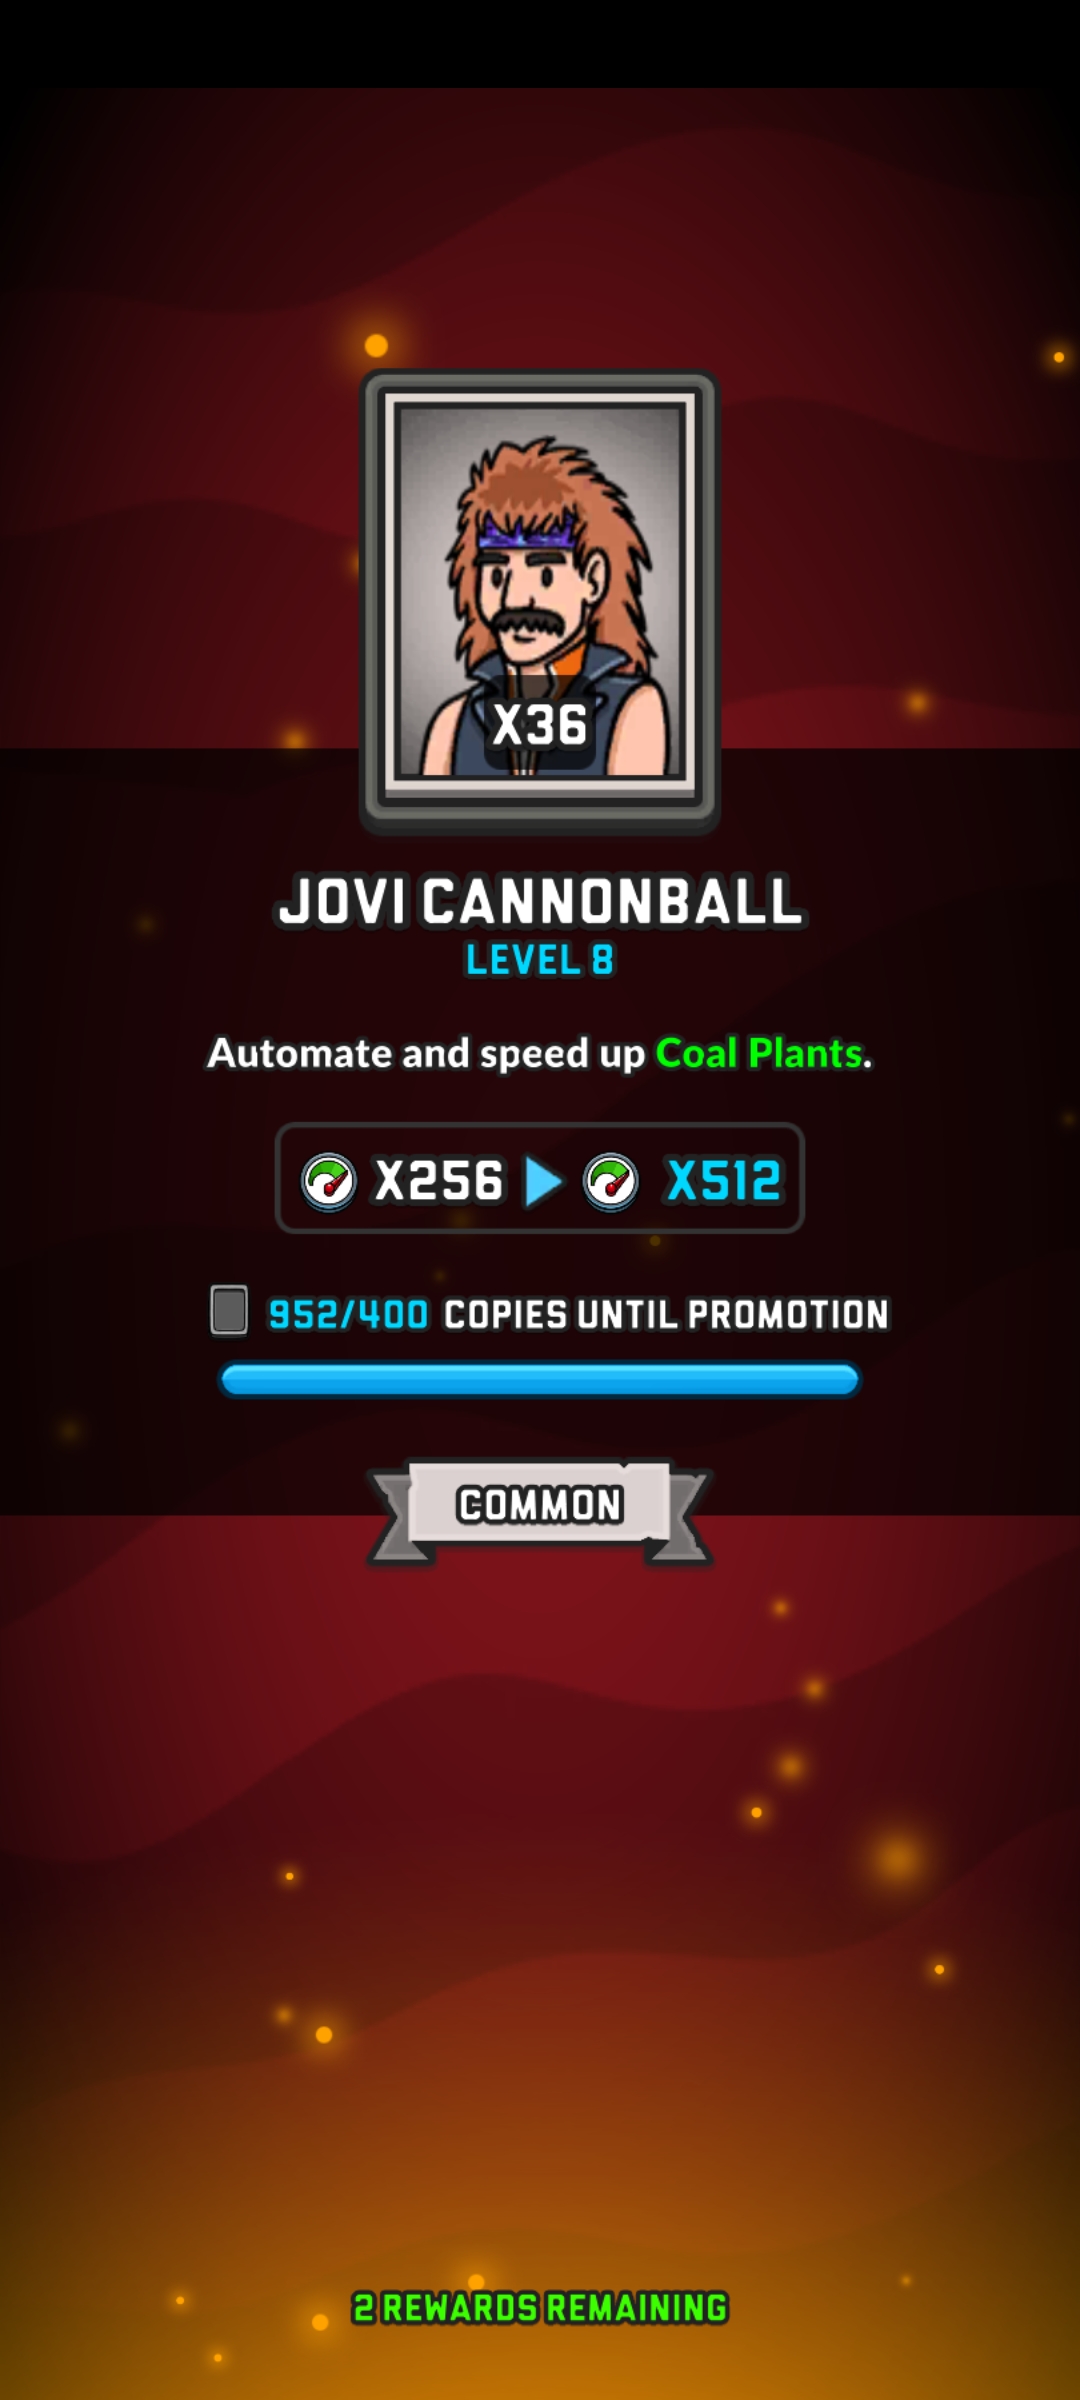 X36
JOVI CANNONBALL
LEVEL 8
Automate and speed up Coal Plants.
X256 X512
952/400 COPIES UNTIL PROMOTION
COMMON
2 REWARDS REMAINING